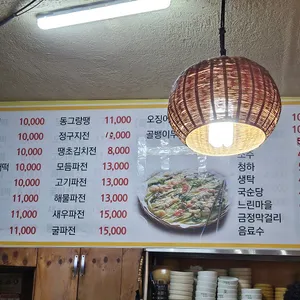 10,000 동그랑땡 11,000 오징어
10,000 정구지전 12,000 골뱅이무
10,000 땡초김치전 8,000
10,000 모듬파전 13,000 청하
10,000 고기파전 13,000 생탁
11,000 해물파전 13,000 국순당
11,000 새우파전 15,000 느린마을
11,000 굴파전 15,000 금정막걸리
음료수